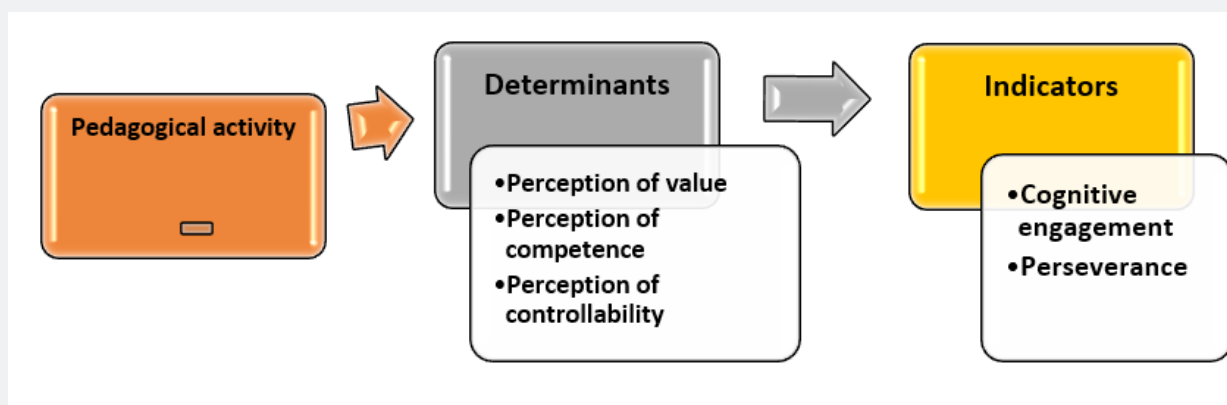 Pedagogical activity
Determinants
•Perception of value
•Perception of
competence
•Perception of
controllability
Indicators
•Cognitive
engagement
•Perseverance